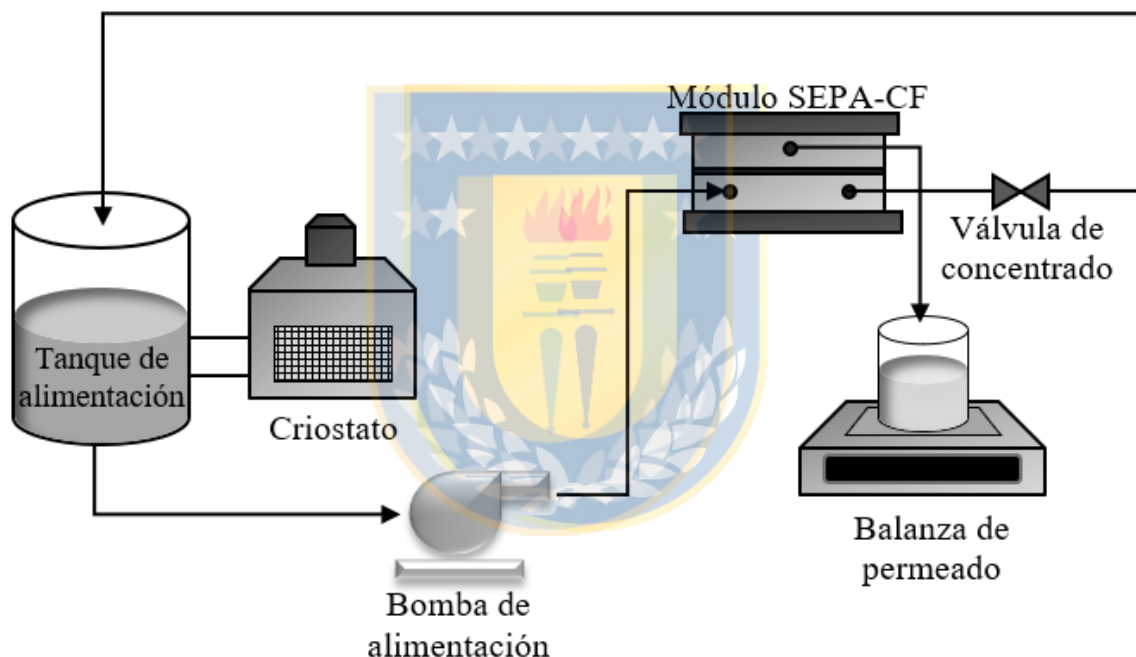 Módulo SEPA-CF
Válvula de
concentrado
Tanque de
alimentación
Criostato
Balanza de
permeado
Bomba de
alimentación